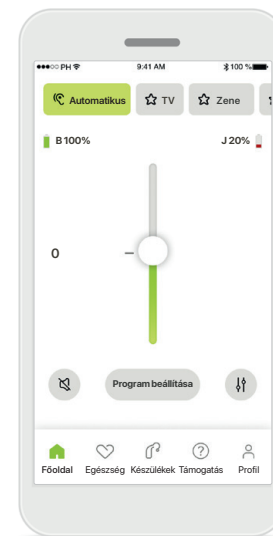 PH 9:41 AM 100 %
Automatikus TV Zene
B 100% J 20%
0
Program beállítása
Főoldal Egészség Készülékek Támogatás Profil